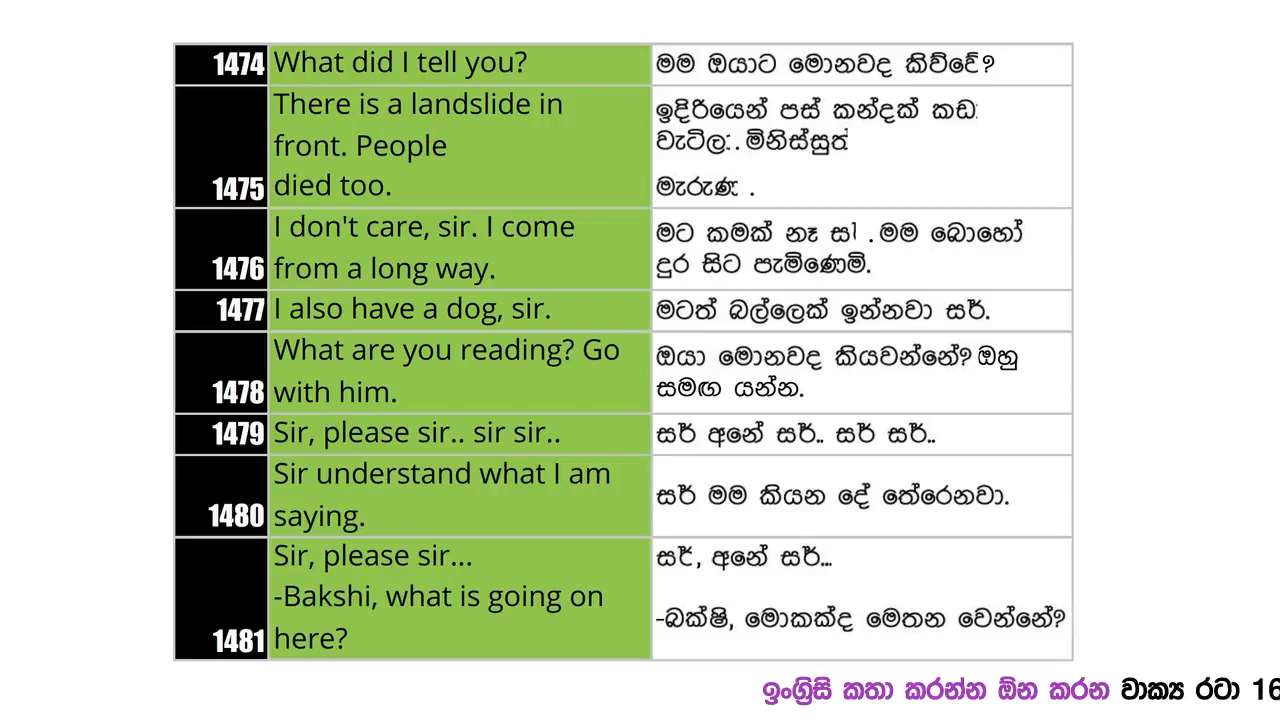 1474 What did I tell you? මම ඔයාට මොනවද කිව්වේ?
There is a landslide in
front. People
1475 died too.
ඉදිරියෙන් පස් කන්දක් කඩ
වැටිල . මිනිස්සුත්
මැරුණ .
I don't care, sir. I come
1476 from a long way.
මට කමක් නෑ ස . මම බොහෝ
දුර සිට පැමිණෙමි.
1477 I also have a dog, sir. මටත් බල්ලෙක් ඉන්නවා සර්.
What are you reading? Go
1478 with him.
ඔයා මොනවද කියවන්නේ? ඔහු
සමඟ යන්න.
1479 Sir, please sir.. sir sir.. සර් අනේ සර්.. සර් සර්..
Sir understand what I am
1480 saying.
සර් මම කියන දේ තේරෙනවා.
Sir, please sir...
-Bakshi, what is going on
1481 here?
සර්, අනේ සර්...
-බක්ෂි, මොකක්ද මෙතන වෙන්නේ?
ඉංග්‍රිසි කතා කරන්න ඕන කරන වාක්‍ය රටා 16